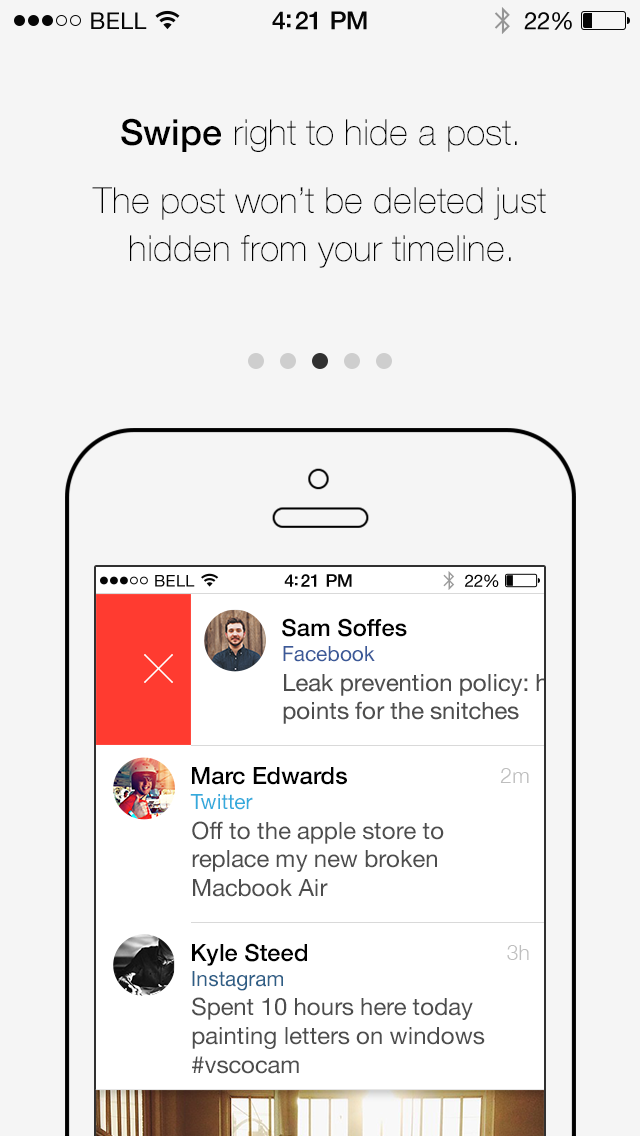 BELL 4:21 PM 22%
Swipe right to hide a post.
The post won’t be deleted just
hidden from your timeline.
BELL 4:21 PM 22%
Sam Soffes
Facebook
Leak prevention policy: h
points for the snitches
Marc Edwards 2m
Twitter
Off to the apple store to
replace my new broken
Macbook Air
Kyle Steed 3h
Instagram
Spent 10 hours here today
painting letters on windows
#vscocam